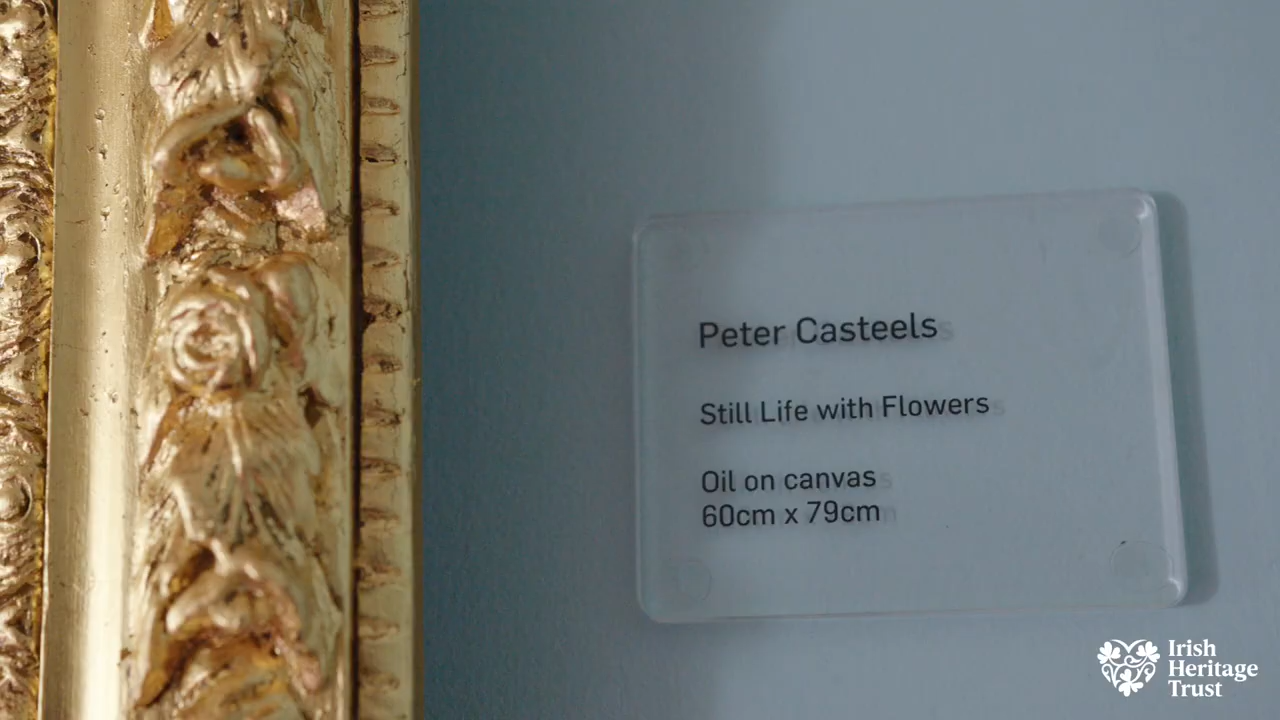 Peter Casteels
Still Life with Flowers
Oil on canvas
60cm x 79cm
Irish
Heritage
Trust